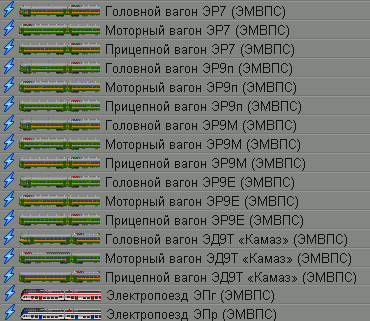 Головной вагон ЭР7 (ЭМВПС)
Моторный вагон ЭР7 (ЭМВПС)
Прицепной вагон ЭР7 (ЭМВПС)
Головной вагон ЭР9п (ЭМВПС)
Моторный вагон ЭР9п (ЭМВПС)
Прицепной вагон ЭР9п (ЭМВПС)
Головной вагон ЭР9М (ЭМВПС)
Моторный вагон ЭР9М (ЭМВПС)
Прицепной вагон ЭР9М (ЭМВПС)
Головной вагон ЭР9Е (ЭМВПС)
Моторный вагон ЭР9Е (ЭМВПС)
Прицепной вагон ЭР9Е (ЭМВПС)
Головной вагон ЭД9Т «Камаз» (ЭМВПС)
Моторный вагон ЭД9Т «Камаз» (ЭМВПС)
Прицепной вагон ЭД9Т «Камаз» (ЭМВПС)
Электропоезд ЭПг (ЭМВПС)
Электропоезд ЭПр (ЭМВПС)